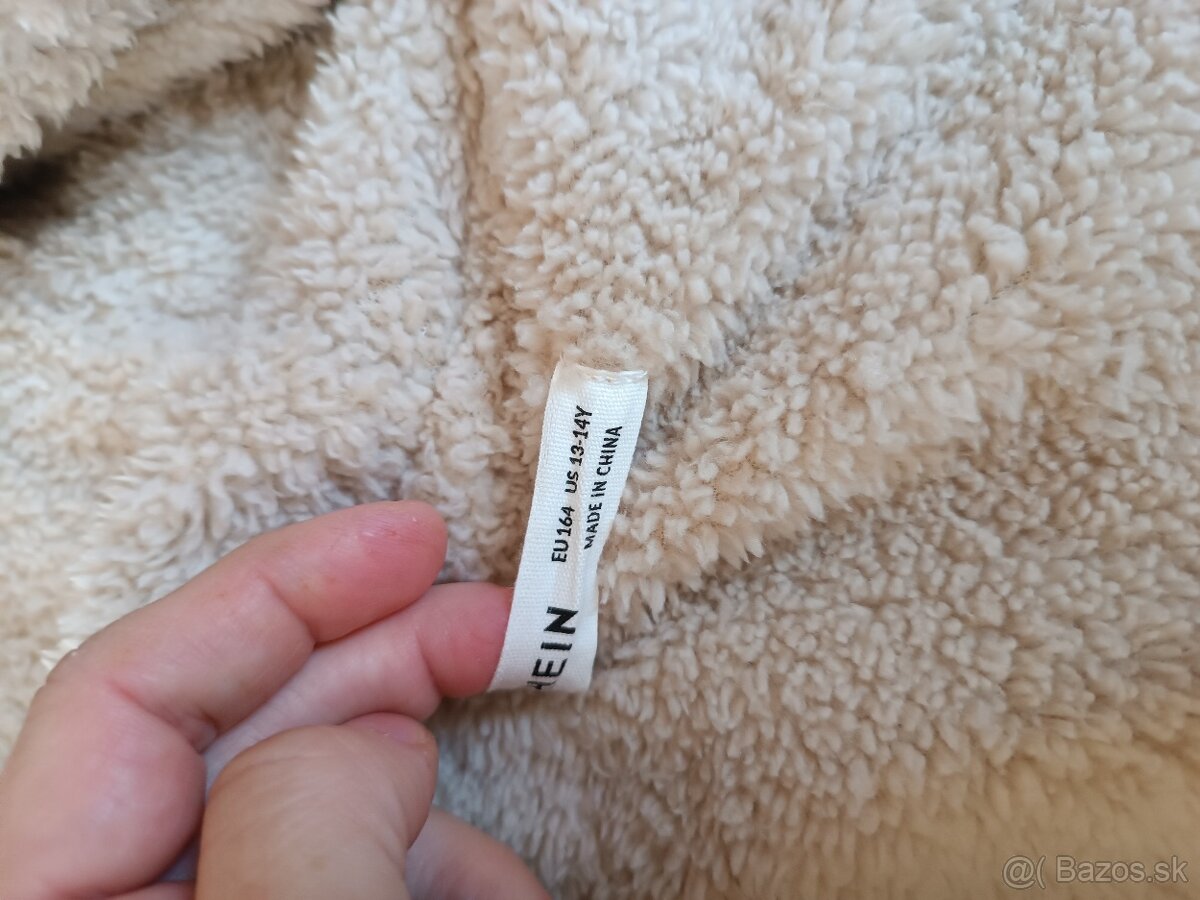 HEIN
EU 164 US 13-14Y
MADE IN CHINA
@( Bazos.sk